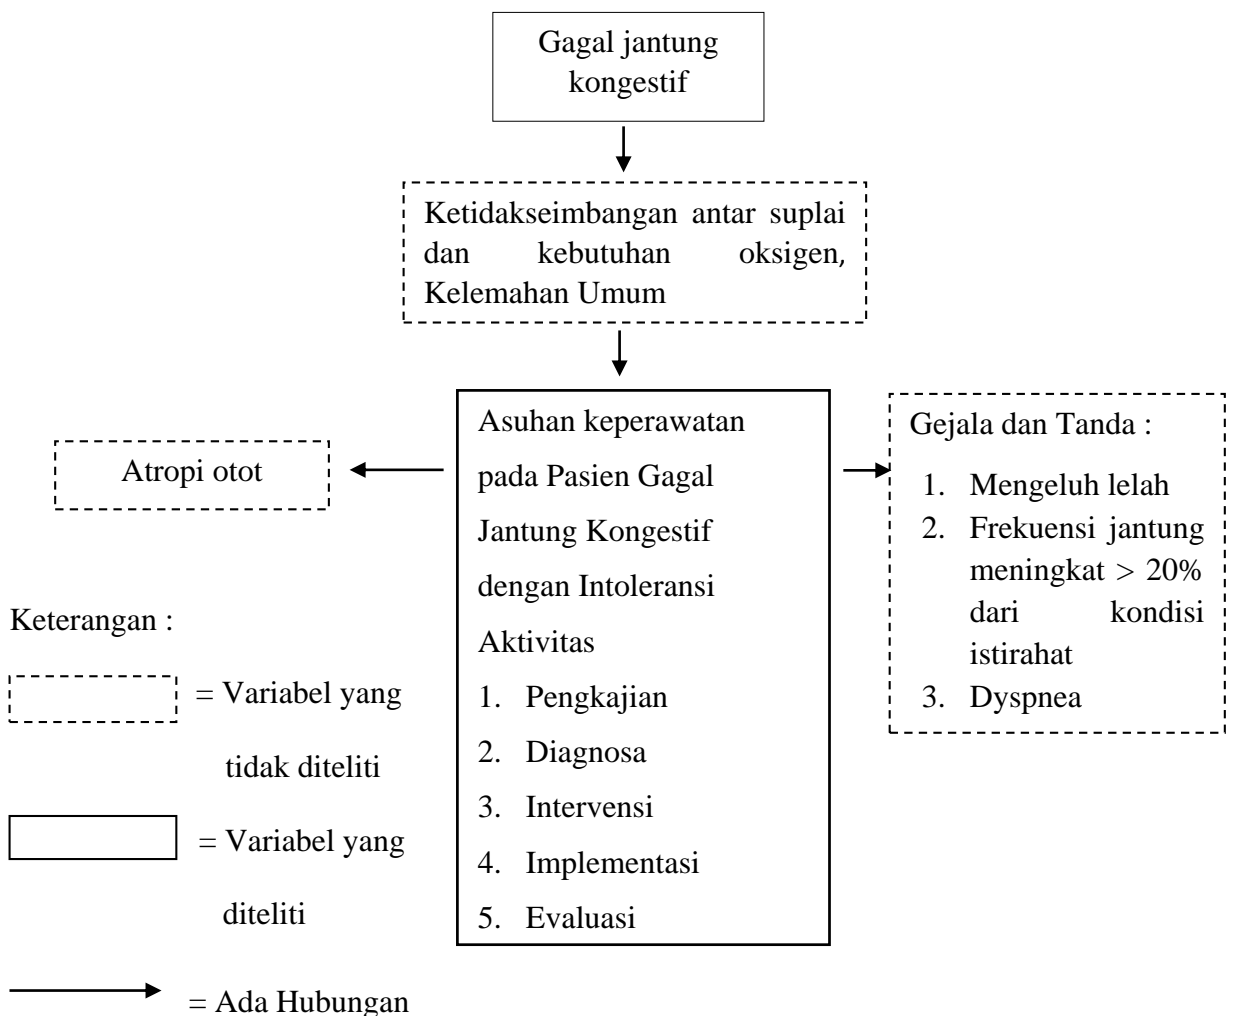 Gagal jantung
kongestif
Ketidakseimbangan antar suplai
dan kebutuhan oksigen,
Kelemahan Umum
Atropi otot
Asuhan keperawatan
pada Pasien Gagal
Jantung Kongestif
dengan Intoleransi
Aktivitas
1. Pengkajian
2. Diagnosa
3. Intervensi
4. Implementasi
5. Evaluasi
Gejala dan Tanda :
1. Mengeluh lelah
2. Frekuensi jantung
meningkat > 20%
dari kondisi
istirahat
3. Dyspnea
Keterangan :
= Variabel yang
tidak diteliti
= Variabel yang
diteliti
= Ada Hubungan